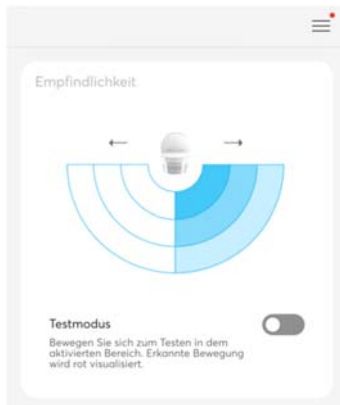 Empfindlichkeit
Testmodus
Bewegen Sie sich zum Testen in dem
aktivierten Bereich. Erkannte Bewegung
wird rot visualisiert.